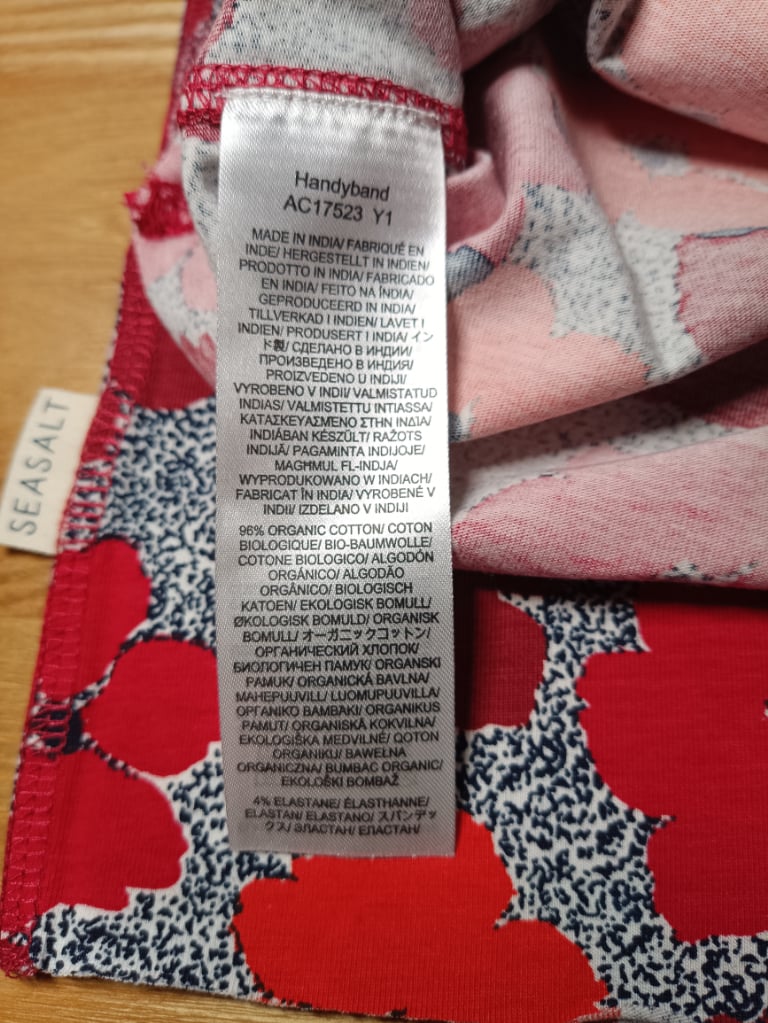 Handyband
AC17523 Y1
MADE IN INDIA/ FABRIQUÉ EN
INDE/ HERGESTELLT IN INDIEN/
PRODOTTO IN INDIA/ FABRICADO
EN INDIA/ FEITO NA ÍNDIA/
GEPRODUCEERD IN INDIA/
TILLVERKAD I INDIEN/ LAVET I
INDIEN/ PRODUSERT I INDIA/ イン
ド製/ СДЕЛАНО В ИНДИИ/
ПРОИЗВЕДЕНО В ИНДИЯ/
PROIZVEDENO U INDIJI/
VYROBENO V INDII/ VALMISTATUD
INDIAS/ VALMISTETTU INTIASSA/
ΚΑΤΑΣΚΕΥΑΣΜΈΝΟ ΣΤΗΝ ΙΝΔΊΑ/
INDIÁBAN KÉSZÜLT/ RAŽOTS
INDIJĀ/ PAGAMINTA INDIJOJE/
MAGĦMUL FL-INDJA/
WYPRODUKOWANO W INDIACH/
FABRICAT ÎN INDIA/ VYROBENÉ V
INDII/ IZDELANO V INDIJI
96% ORGANIC COTTON/ COTON
BIOLOGIQUE/ BIO-BAUMWOLLE/
COTONE BIOLOGICO/ ALGODÓN
ORGÁNICO/ ALGODÃO
ORGÂNICO/ BIOLOGISCH
KATOEN/ EKOLOGISK BOMULL/
ØKOLOGISK BOMULD/ ORGANISK
BOMULL/ オーガニックコットン/
ОРГАНИЧЕСКИЙ ХЛОПОК/
БИОЛОГИЧЕН ПАМУК/ ORGANSKI
PAMUK/ ORGANICKÁ BAVLNA/
MAHEPUUVILL/ LUOMUPUUVILLA/
ΟΡΓΑΝΙΚΟ ΒΑΜΒΑΚΙ/ ORGANIKUS
PAMUT/ ORGANISKĀ KOKVILNA/
EKOLOGIŠKA MEDVILNĖ/ QOTON
ORGANIKU/ BAWEŁNA
ORGANICZNA/ BUMBAC ORGANIC/
EKOLOŠKI BOMBAŽ
4% ELASTANE/ ÉLASTHANNE/
ELASTAN/ ELASTANO/ スパンデッ
クス/ ЭЛАСТАН/ ЕЛАСТАН/
SEASALT